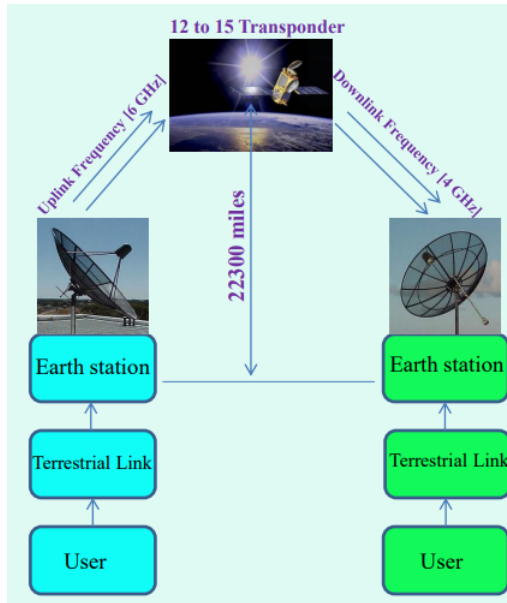 12 to 15 Transponder
Uplink Frequency [6 GHz]
Downlink Frequency [4 GHz]
22300 miles
m
Earth station
Earth station
Terrestrial Link
Terrestrial Link
User
User